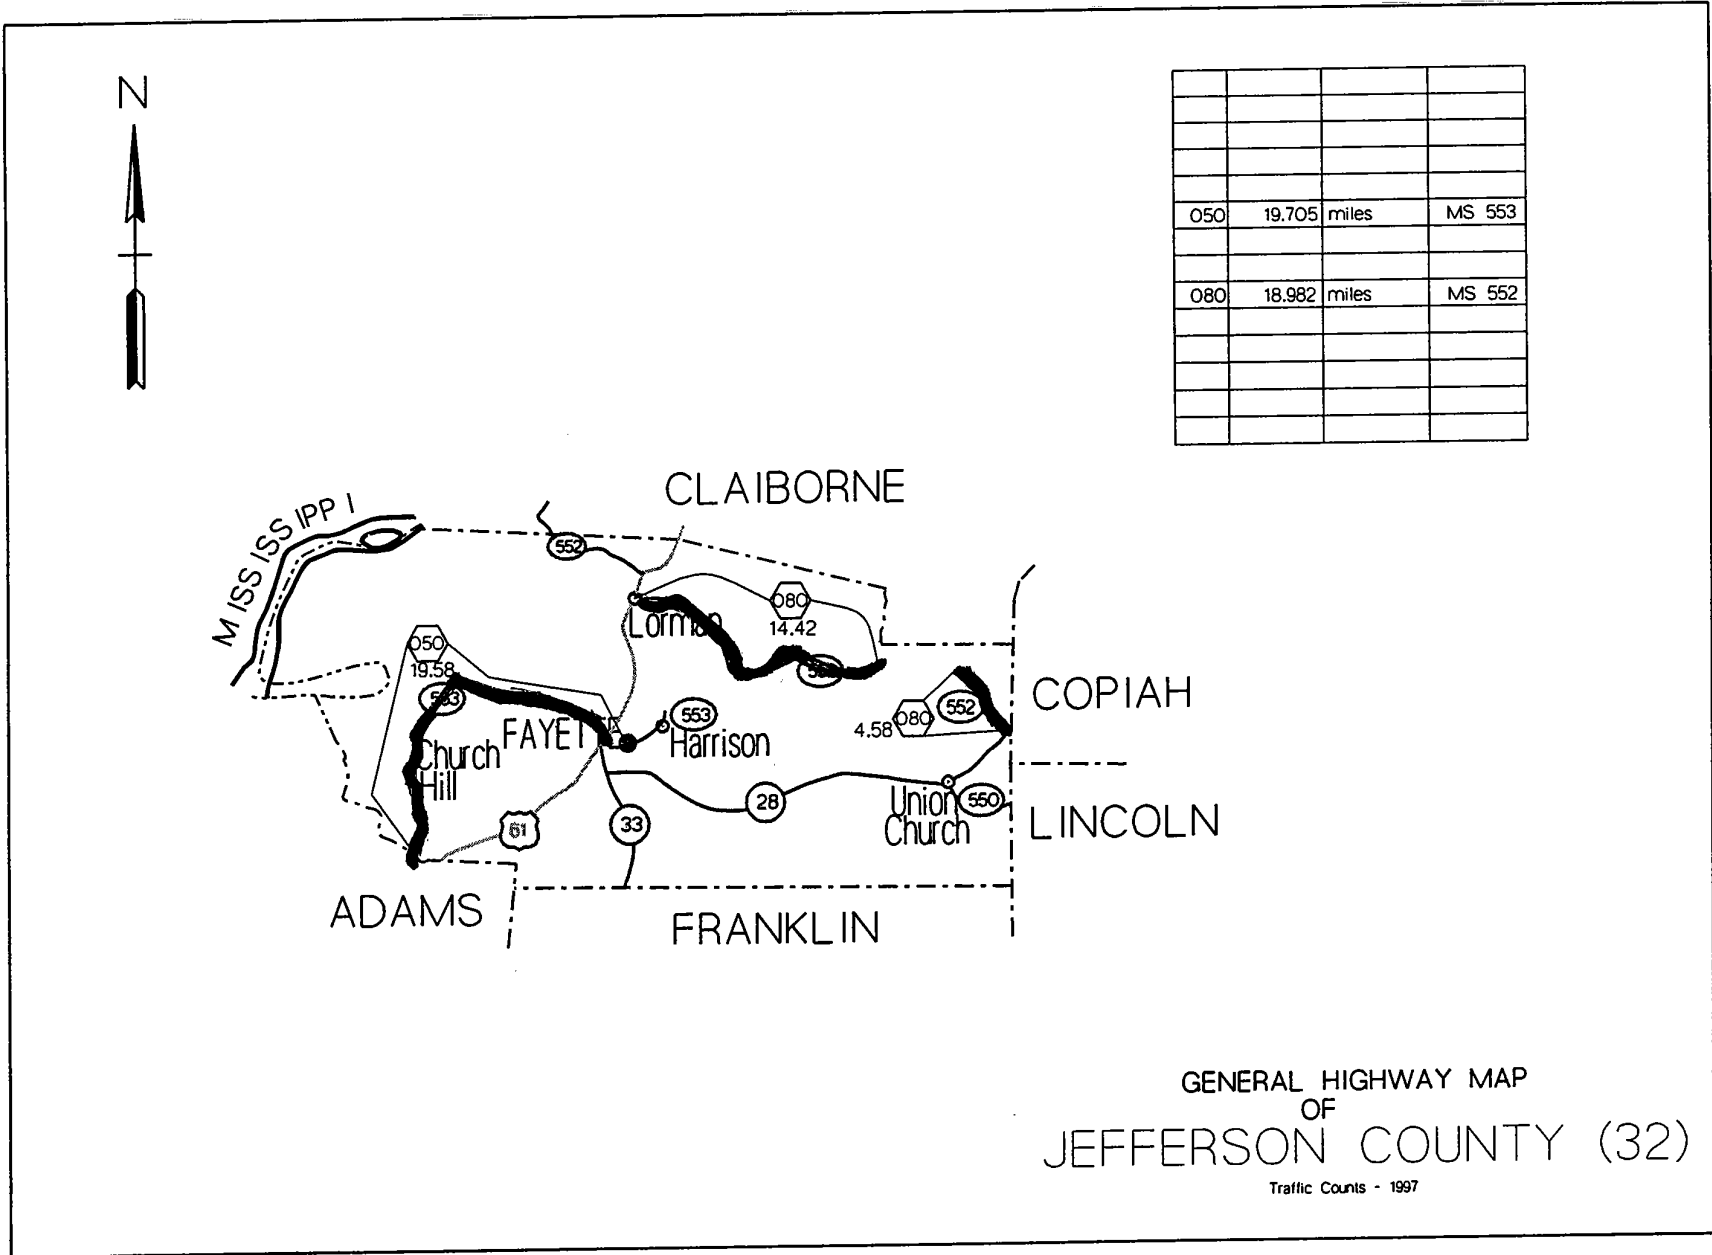 N
050 19.705 miles MS 553
080 18.982 miles MS 552
CLAIBORNE
MISSISSIPPI
552
080
14.42
Lorman
050
19.58
553
COPIAH
552
080
4.58
553
FAYETTE
Harrison
Church
Hill
28
Union
Church
550
61
33
LINCOLN
ADAMS
FRANKLIN
GENERAL HIGHWAY MAP
OF
JEFFERSON COUNTY (32)
Traffic Counts - 1997